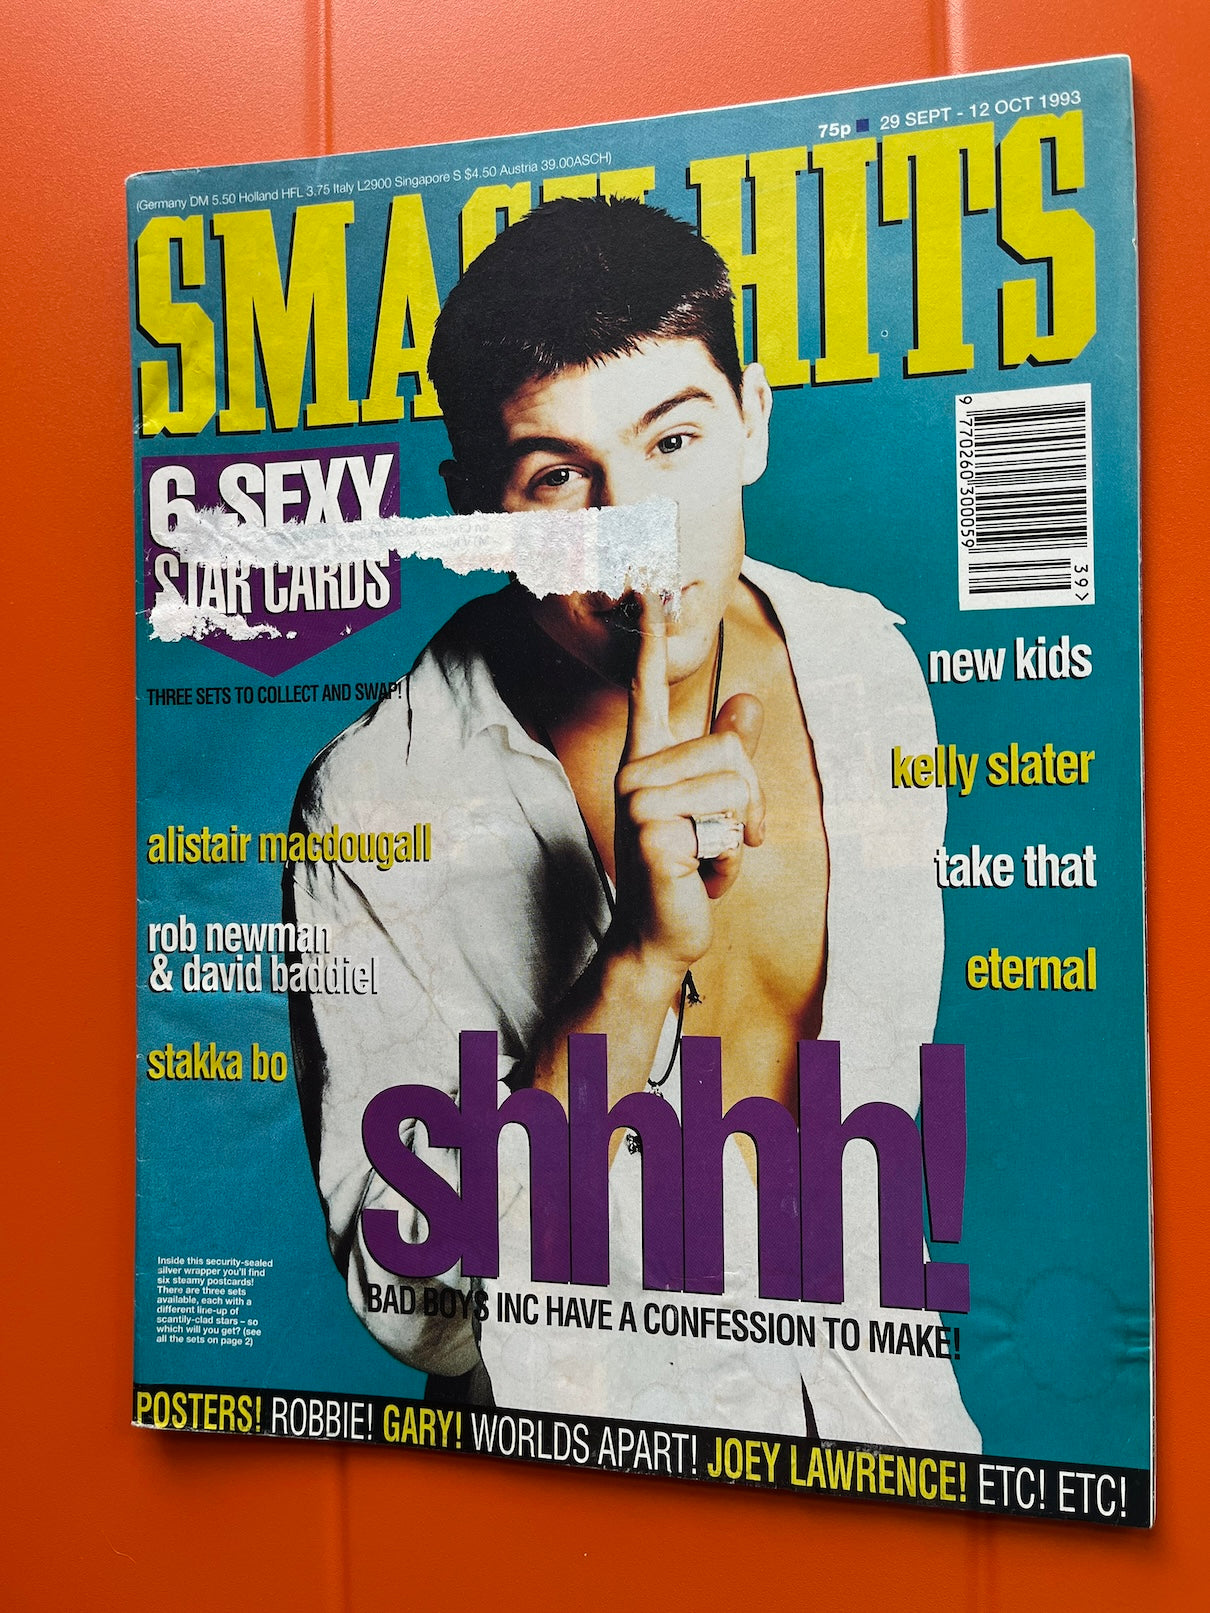 75p ■ 29 SEPT - 12 OCT 1993
(Germany DM 5.50 Holland HFL 3.75 Italy L2900 Singapore S $4.50 Austria 39.00ASCH)
SMASH HITS
6 SEXY
STAR CARDS
THREE SETS TO COLLECT AND SWAP!
9 770260 300059
39>
new kids
kelly slater
take that
eternal
alistair macdougall
rob newman
& david baddiel
stakka bo
shhhh!
BAD BOYS INC HAVE A CONFESSION TO MAKE!
Inside this security-sealed
silver wrapper you'll find
six steamy postcards!
There are three sets
available, each with a
different line-up of
scantily-clad stars – so
which will you get? (see
all the sets on page 2)
POSTERS! ROBBIE! GARY! WORLDS APART! JOEY LAWRENCE! ETC! ETC!